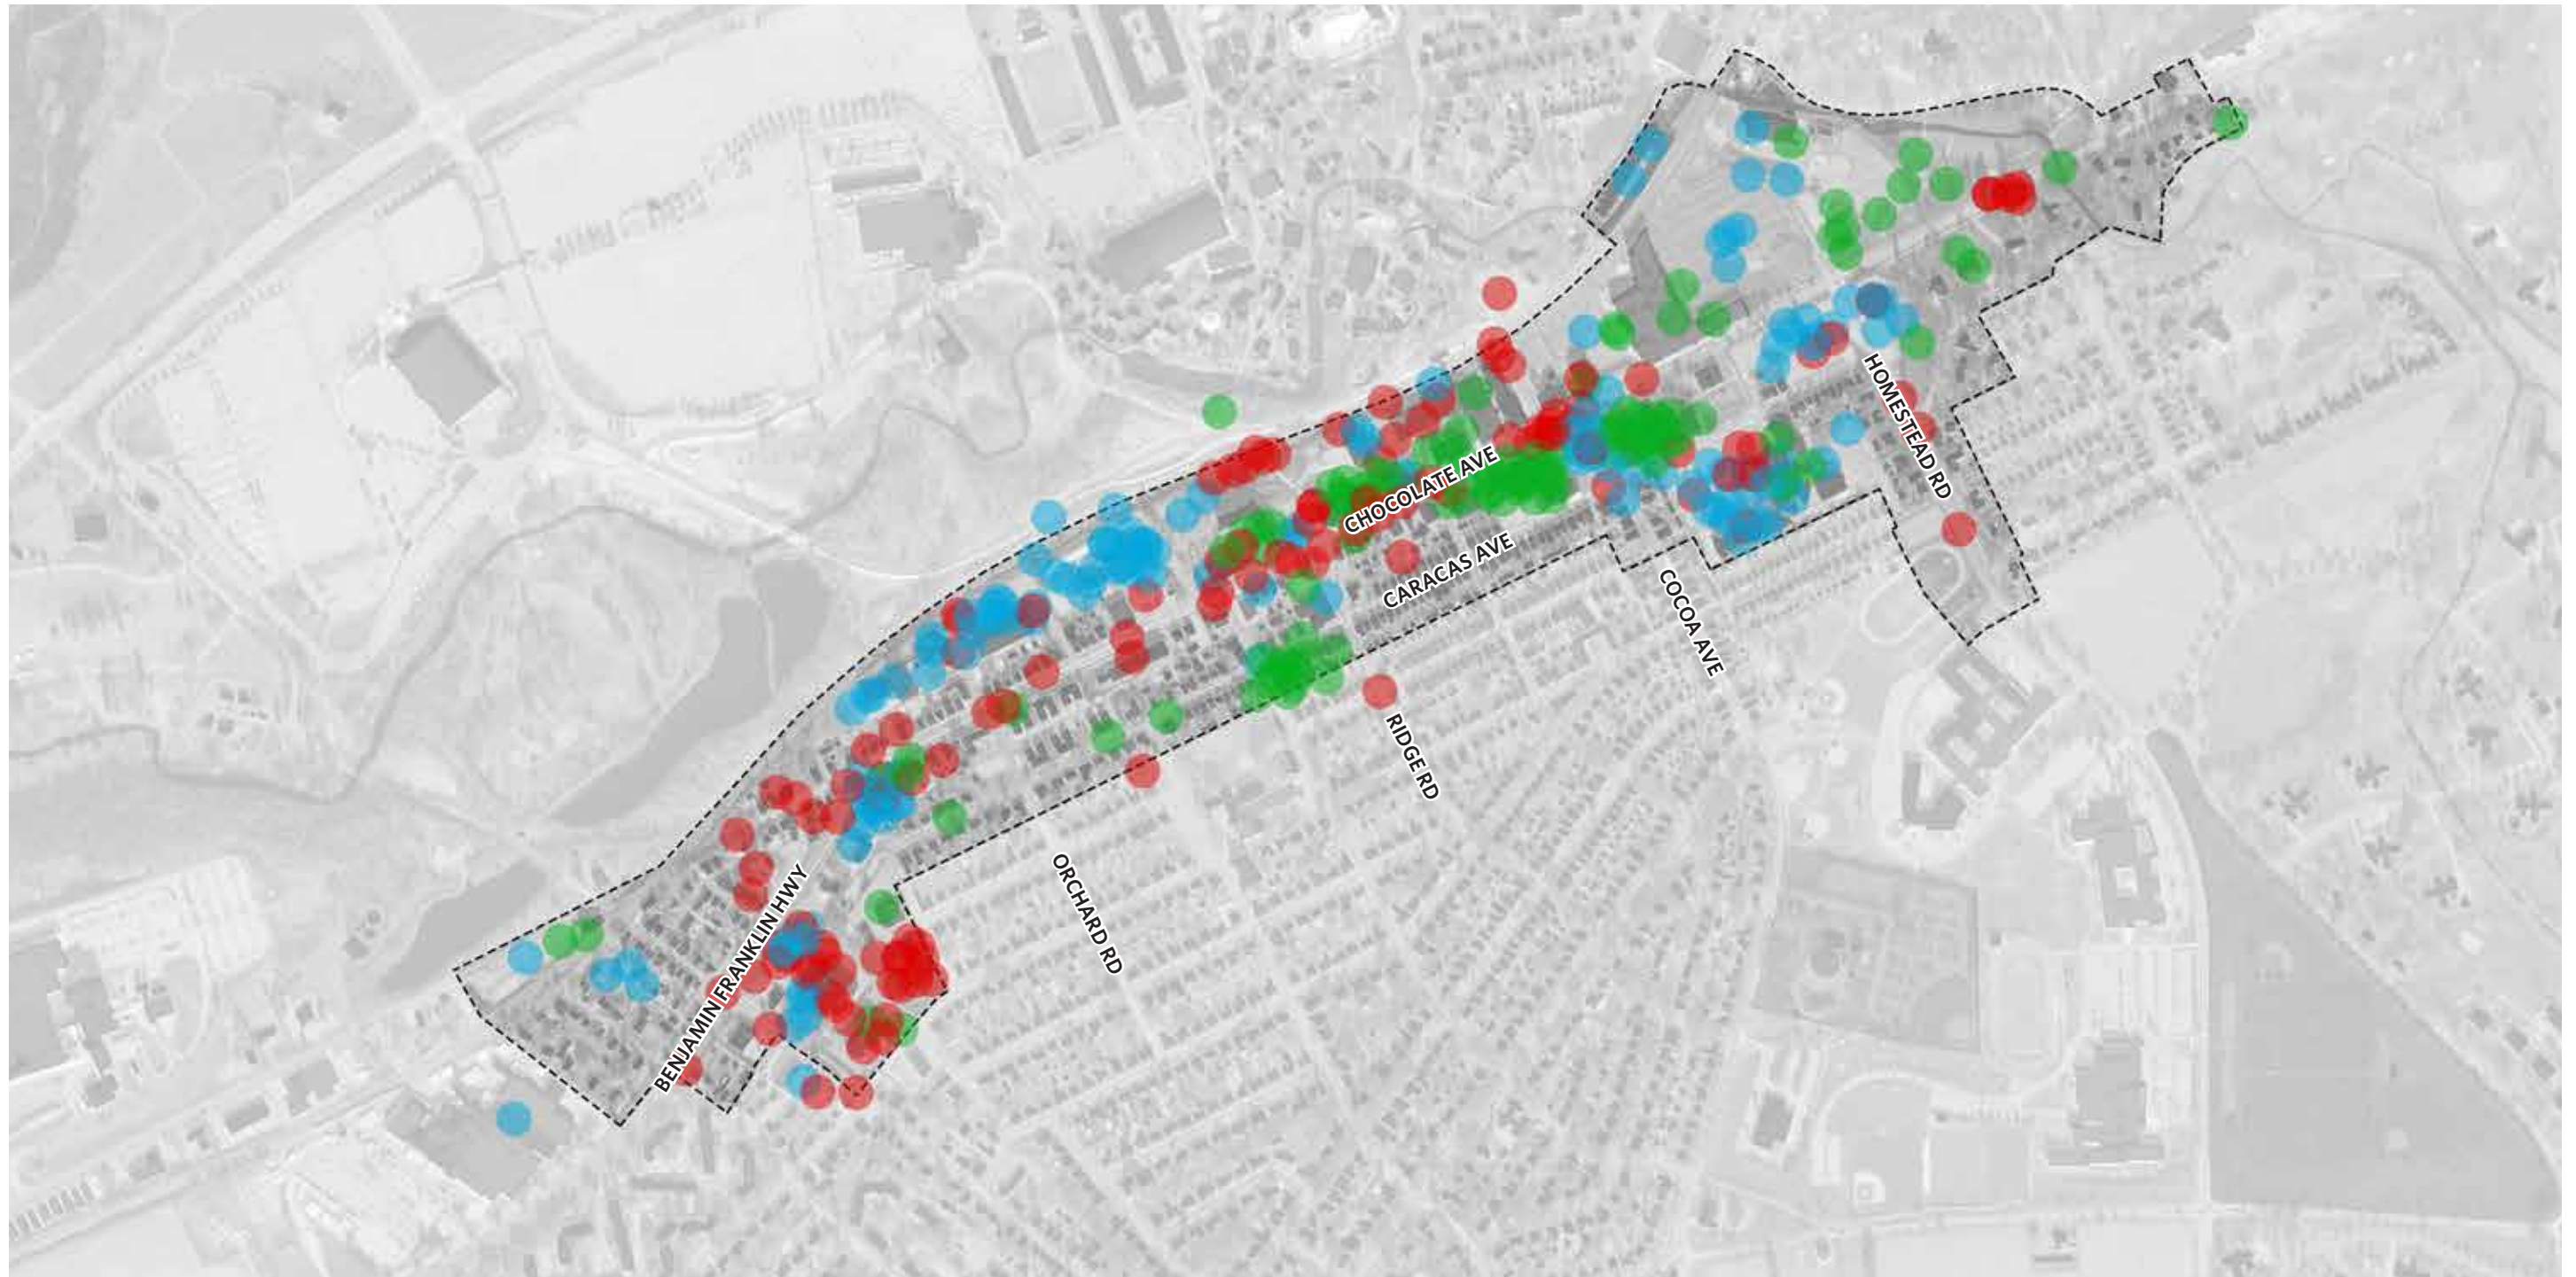 HOMESTEAD RD
CHOCOLATE AVE
CARACAS AVE
COCOA AVE
RIDGE RD
ORCHARD RD
BENJAMIN FRANKLIN HWY